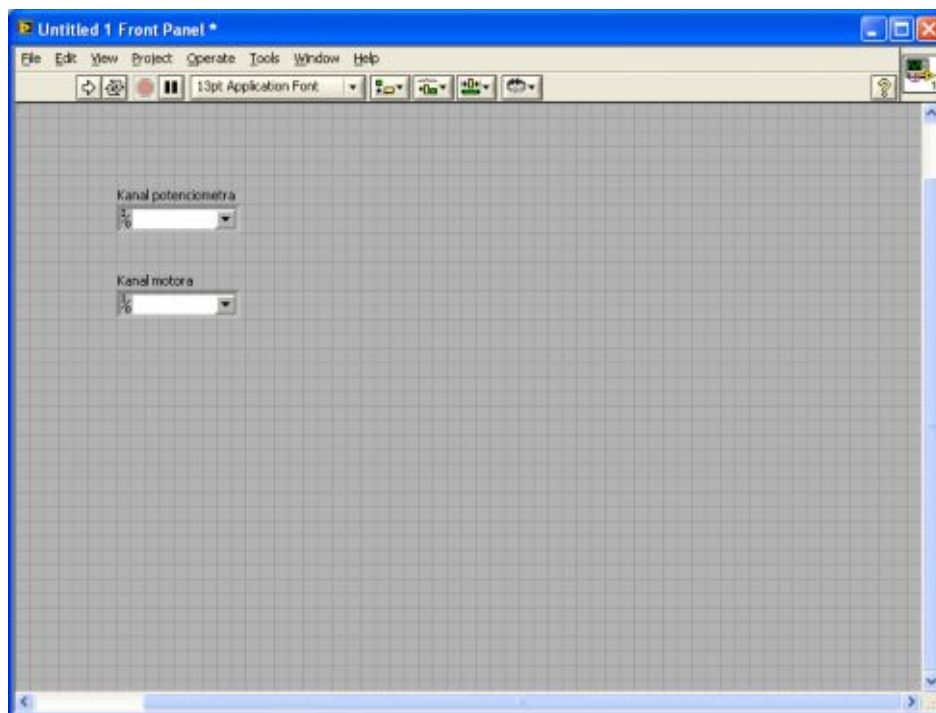 Untitled 1 Front Panel *
File Edit View Project Operate Tools Window Help
13pt Application Font
Kanal potenciometra
Kanal motora